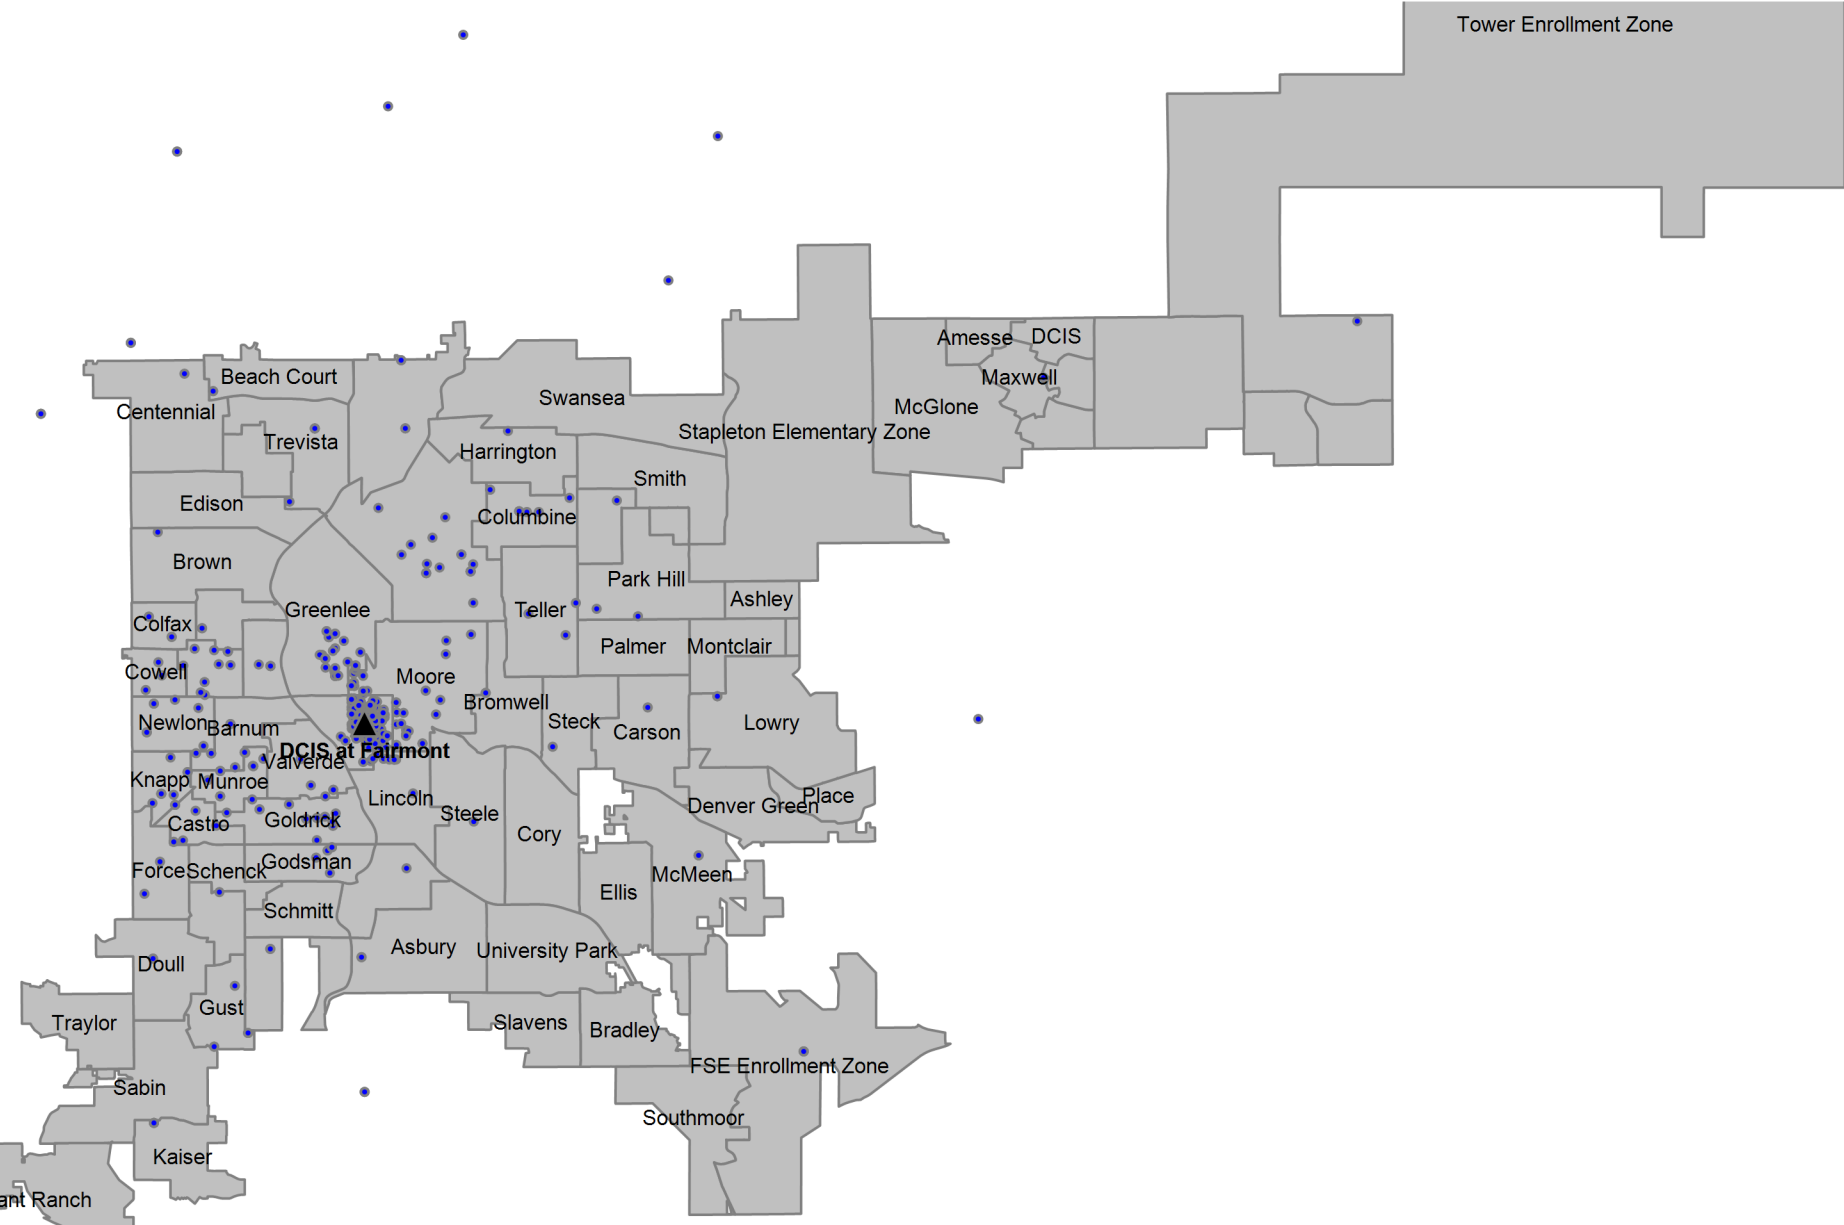 Tower Enrollment Zone
Amesse
DCIS
Beach Court
Maxwell
Swansea
McGlone
Centennial
Stapleton Elementary Zone
Trevista
Harrington
Smith
Edison
Columbine
Brown
Park Hill
Ashley
Greenlee
Teller
Colfax
Palmer
Montclair
Cowell
Moore
Bromwell
Newlon
Barnum
Steck
Carson
Lowry
DCIS at Fairmont
Valverde
Knapp
Munroe
Lincoln
Place
Denver Green
Steele
Castro
Goldrick
Cory
Godsman
Force
Schenck
McMeen
Ellis
Schmitt
Asbury
University Park
Doull
Gust
Traylor
Slavens
Bradley
FSE Enrollment Zone
Sabin
Southmoor
Kaiser
ant Ranch